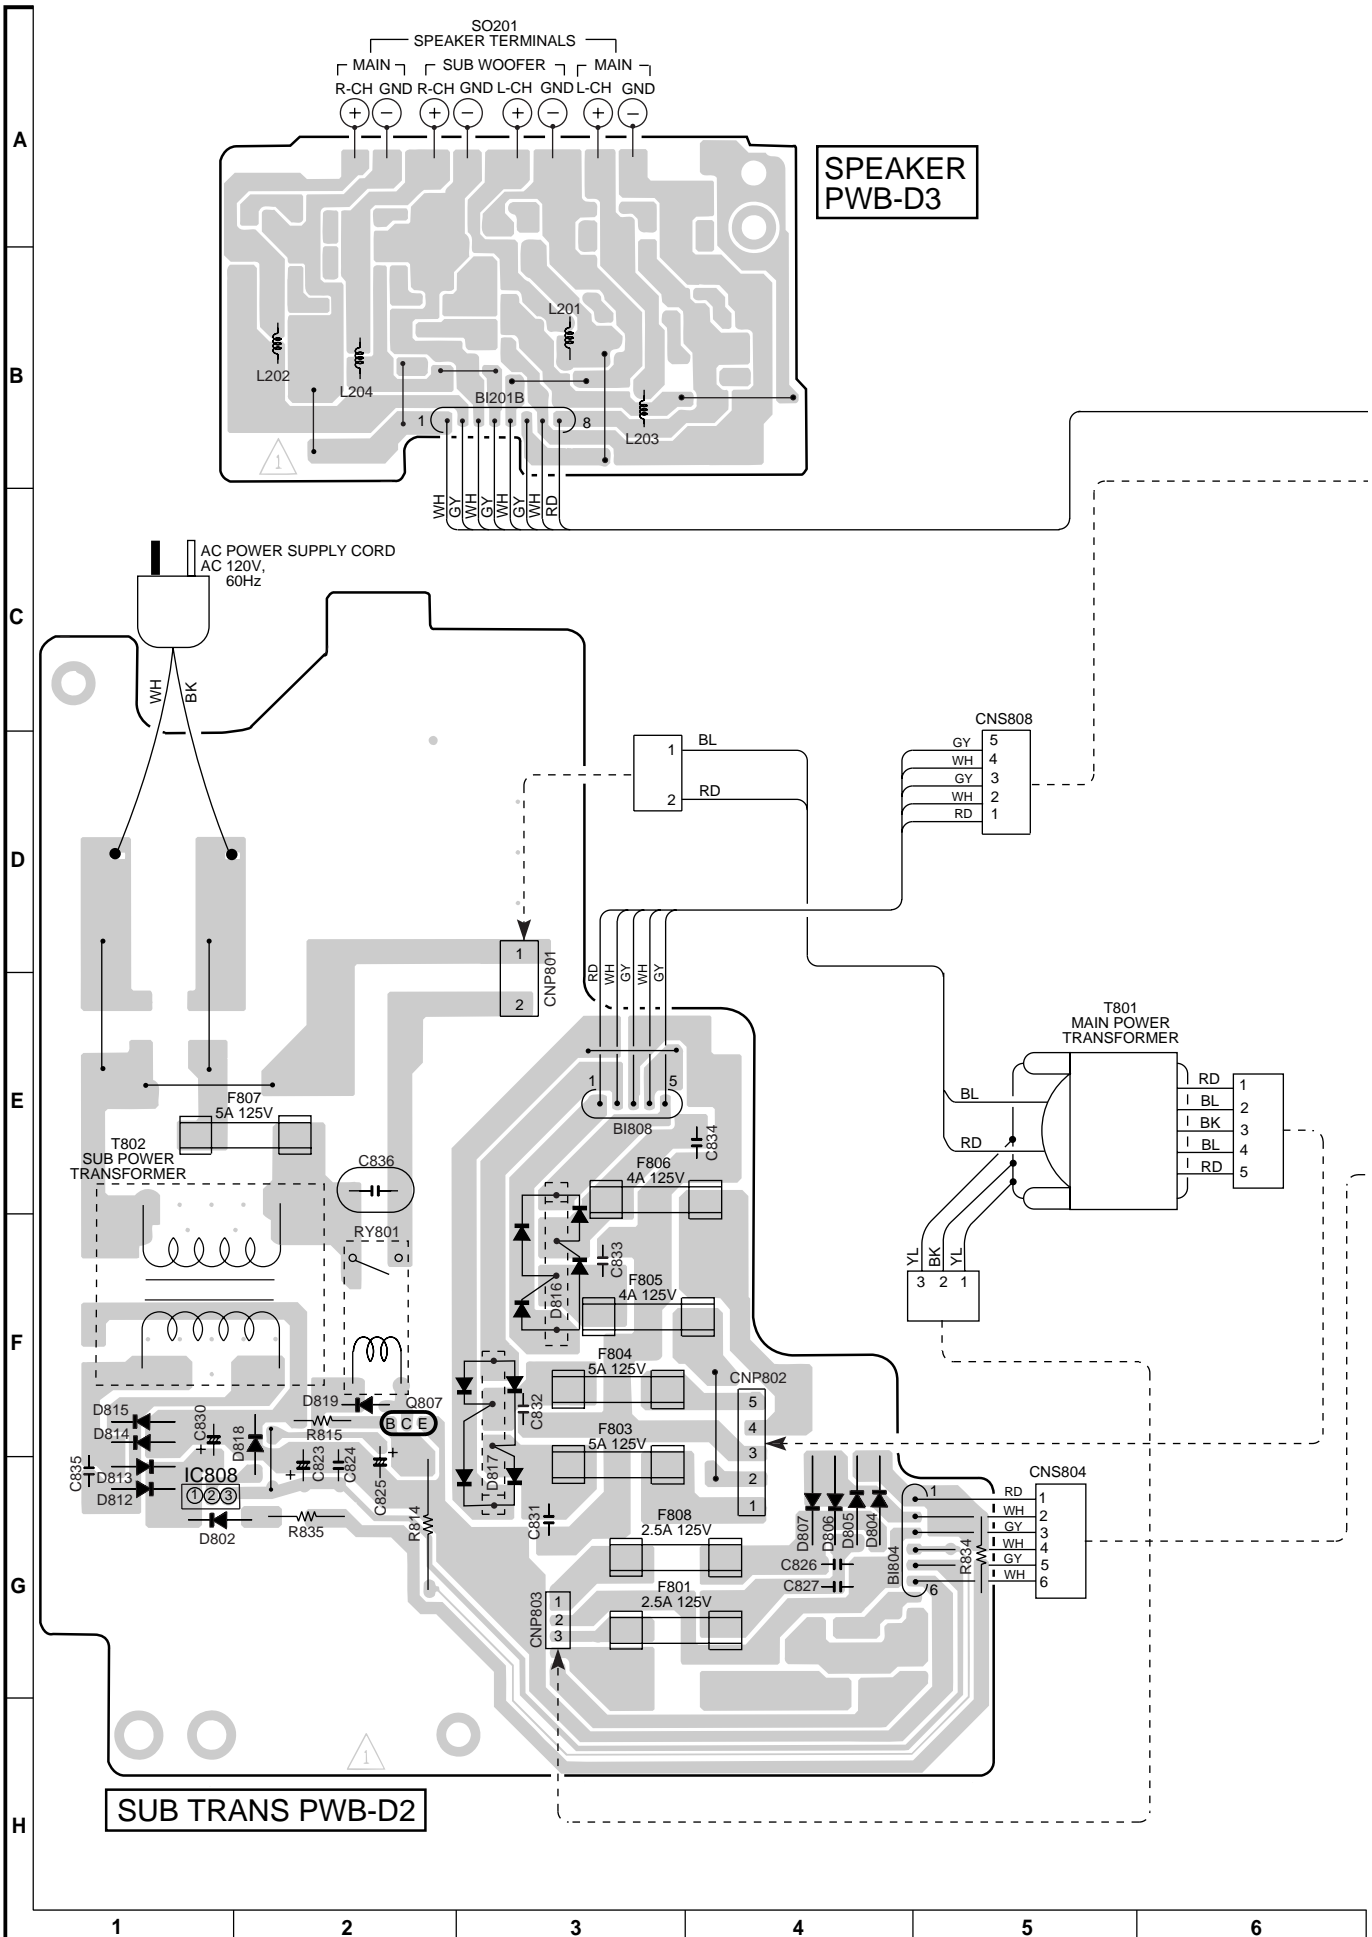 SO201
SPEAKER TERMINALS
MAIN SUB WOOFER MAIN
R-CH GND R-CH GND L-CH GND L-CH GND
+ − + − + − + −
A
SPEAKER
PWB-D3
L201
L202
L204
B
BI201B
1 8
L203
1
WH GY WH GY WH GY WH RD
AC POWER SUPPLY CORD
AC 120V,
60Hz
C
WH BK
CNS808
GY 5
WH 4
GY 3
WH 2
RD 1
1 BL
2 RD
D
1
2
CNP801
RD WH GY WH GY
T801
MAIN POWER
TRANSFORMER
E
1 5
BI808
BL
RD
RD 1
BL 2
BK 3
BL 4
RD 5
F807
5A 125V
T802
SUB POWER
TRANSFORMER
C836
C834
F806
4A 125V
RY801
C833
YL BK YL
3 2 1
D816
F805
4A 125V
F
F804
5A 125V
CNP802
5
4
3
2
1
D815
D814
D813
D812
C835
C830
+
D818
D819
R815
Q807
B C E
C832
F803
5A 125V
IC808
1 2 3
D802
C823
+
C824
C825
+
R835
R814
D817
C831
F808
2.5A 125V
D807
D806
D805
D804
C826
C827
BI804
1
6
R834
CNS804
RD 1
WH 2
GY 3
WH 4
GY 5
WH 6
G
CNP803
1
2
3
F801
2.5A 125V
1
SUB TRANS PWB-D2
H
1 2 3 4 5 6